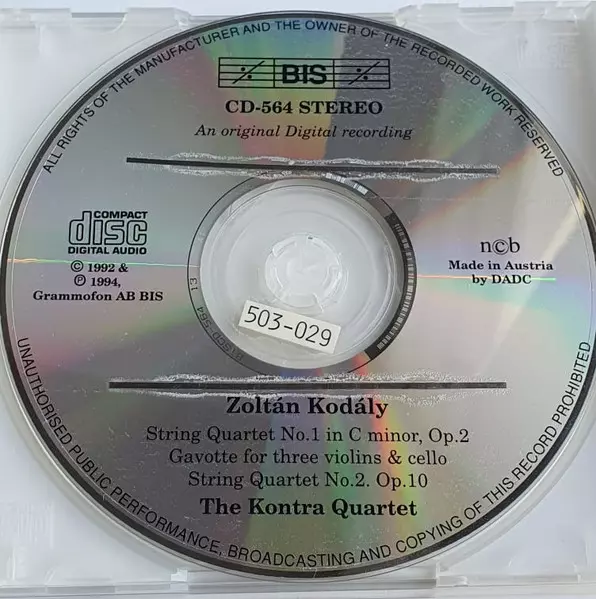 ALL RIGHTS OF THE MANUFACTURER AND THE OWNER OF THE RECORDED WORK RESERVED
BIS
CD-564 STEREO
An original Digital recording
COMPACT
disc
DIGITAL AUDIO
© 1992 &
℗ 1994,
Grammofon AB BIS
ncb
Made in Austria
by DADC
503-029
Zoltán Kodály
String Quartet No.1 in C minor, Op.2
Gavotte for three violins & cello
String Quartet No.2. Op.10
The Kontra Quartet
UNAUTHORISED PUBLIC PERFORMANCE, BROADCASTING AND COPYING OF THIS RECORD PROHIBITED